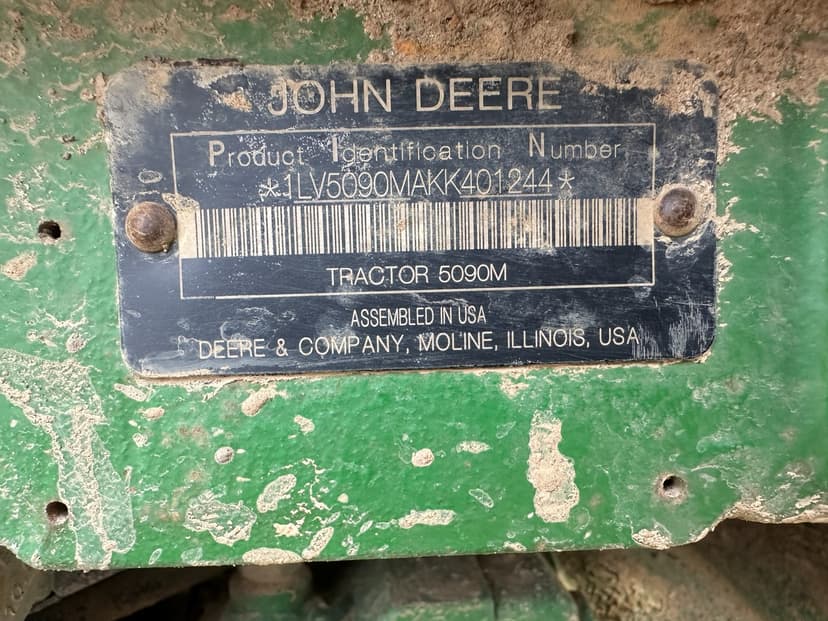 JOHN DEERE
Product Identification Number
*1LV5090MAKK401244*
TRACTOR 5090M
ASSEMBLED IN USA
DEERE & COMPANY, MOLINE, ILLINOIS, USA